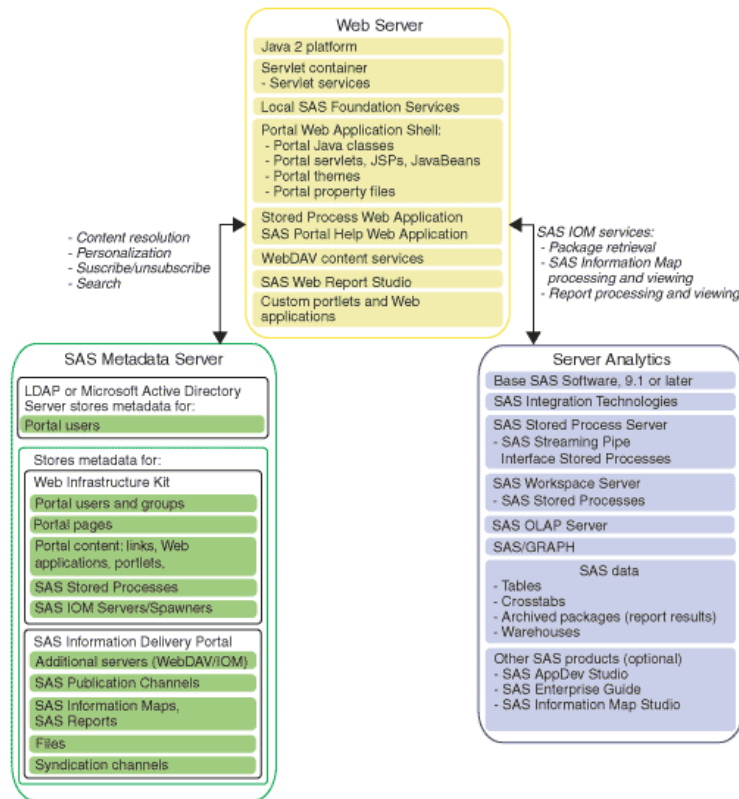 Web Server
Java 2 platform
Servlet container
- Servlet services
Local SAS Foundation Services
Portal Web Application Shell:
- Portal Java classes
- Portal servlets, JSPs, JavaBeans
- Portal themes
- Portal property files
Stored Process Web Application
SAS Portal Help Web Application
WebDAV content services
SAS Web Report Studio
Custom portlets and Web
applications
- Content resolution
- Personalization
- Suscribe/unsubscribe
- Search
SAS IOM services:
- Package retrieval
- SAS Information Map
processing and viewing
- Report processing and viewing
SAS Metadata Server
LDAP or Microsoft Active Directory
Server stores metadata for:
Portal users
Stores metadata for:
Web Infrastructure Kit
Portal users and groups
Portal pages
Portal content: links, Web
applications, portlets,
SAS Stored Processes
SAS IOM Servers/Spawners
SAS Information Delivery Portal
Additional servers (WebDAV/IOM)
SAS Publication Channels
SAS Information Maps,
SAS Reports
Files
Syndication channels
Server Analytics
Base SAS Software, 9.1 or later
SAS Integration Technologies
SAS Stored Process Server
- SAS Streaming Pipe
Interface Stored Processes
SAS Workspace Server
- SAS Stored Processes
SAS OLAP Server
SAS/GRAPH
SAS data
- Tables
- Crosstabs
- Archived packages (report results)
- Warehouses
Other SAS products (optional)
- SAS AppDev Studio
- SAS Enterprise Guide
- SAS Information Map Studio